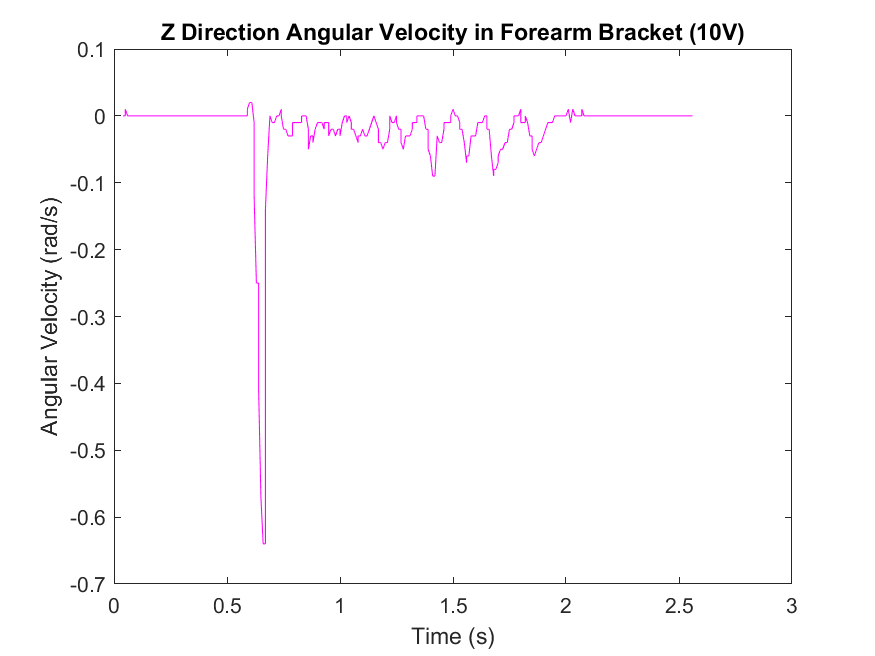 Z Direction Angular Velocity in Forearm Bracket (10V)
0.1
0
-0.1
-0.2
-0.3
-0.4
-0.5
-0.6
-0.7
Angular Velocity (rad/s)
0 0.5 1 1.5 2 2.5 3
Time (s)